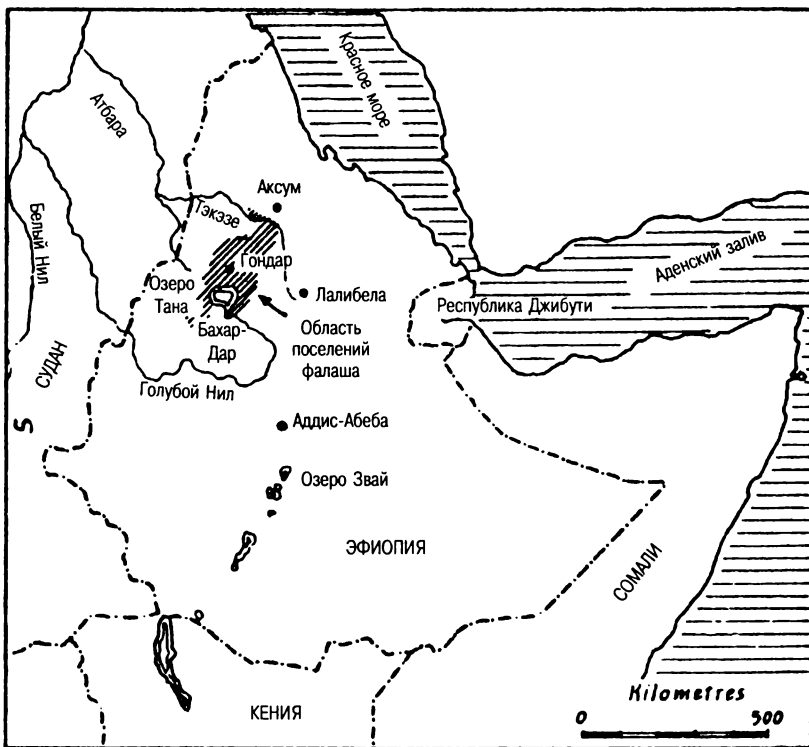 Красное море
Атбара
Белый Нил
Аксум
Тэкэзе
Гондар
Аденский залив
Озеро
Тана
Лалибела
Республика Джибути
Бахар-
Дар
Область
поселений
фалаша
СУДАН
Голубой Нил
Аддис-Абеба
Озеро Звай
ЭФИОПИЯ
СОМАЛИ
КЕНИЯ
Kilometres
0 500